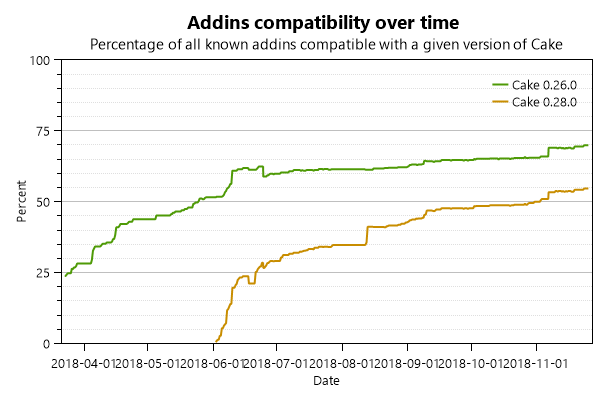 Addins compatibility over time
Percentage of all known addins compatible with a given version of Cake
100
75
50
25
0
Percent
Cake 0.26.0
Cake 0.28.0
2018-04-01 2018-05-01 2018-06-01 2018-07-01 2018-08-01 2018-09-01 2018-10-01 2018-11-01
Date